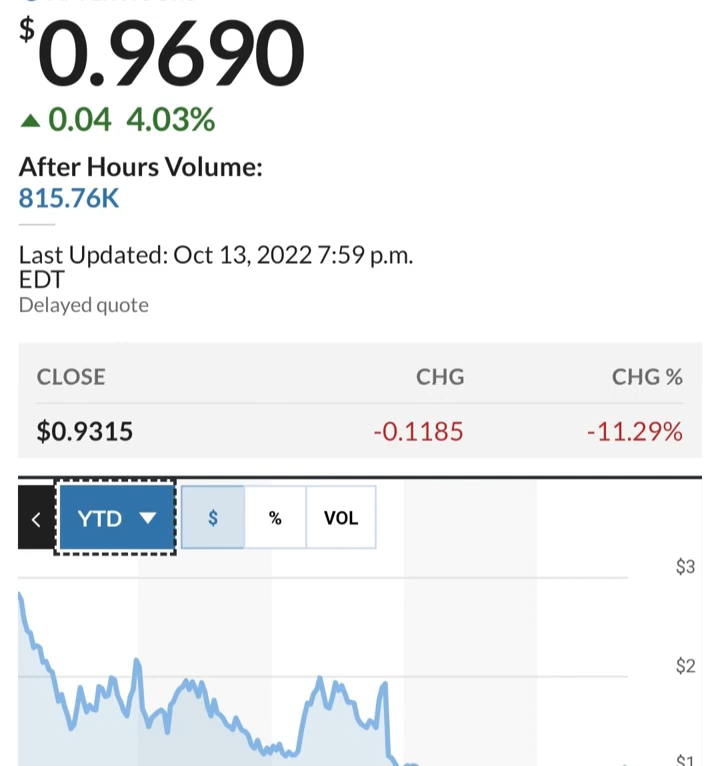 $0.9690
▲ 0.04 4.03%
After Hours Volume:
815.76K
Last Updated: Oct 13, 2022 7:59 p.m.
EDT
Delayed quote
CLOSE CHG CHG %
$0.9315 -0.1185 -11.29%
< YTD ▼ $ % VOL
$3
$2
$1